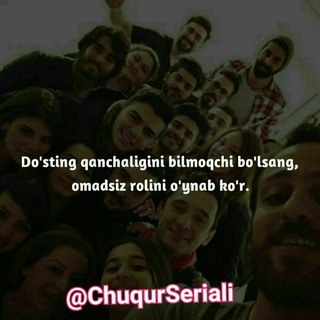 Do'sting qanchaligini bilmoqchi bo'lsang,
omadsiz rolini o'ynab ko'r.
@ChuqurSeriali